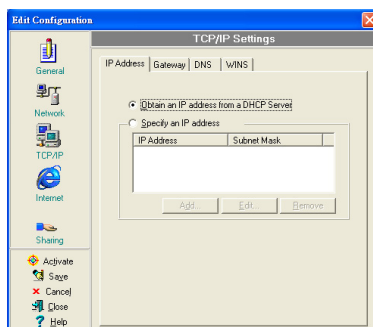 Edit Configuration
TCP/IP Settings
General
Network
TCP/IP
Internet
Sharing
Activate
Save
Cancel
Close
Help
IP Address
Gateway
DNS
WINS
Obtain an IP address from a DHCP Server
Specify an IP address
IP Address
Subnet Mask
Add...
Edit...
Remove